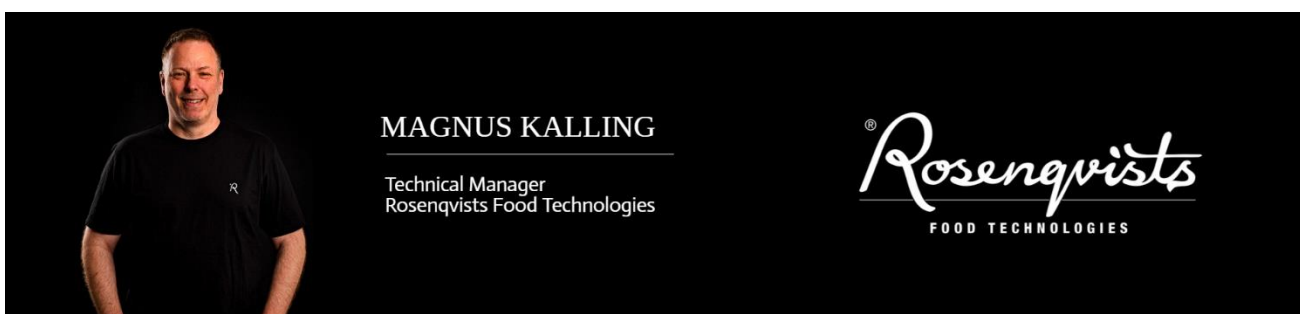 MAGNUS KALLING
Technical Manager
Rosenqvists Food Technologies
®
Rosenqvists
FOOD TECHNOLOGIES
R